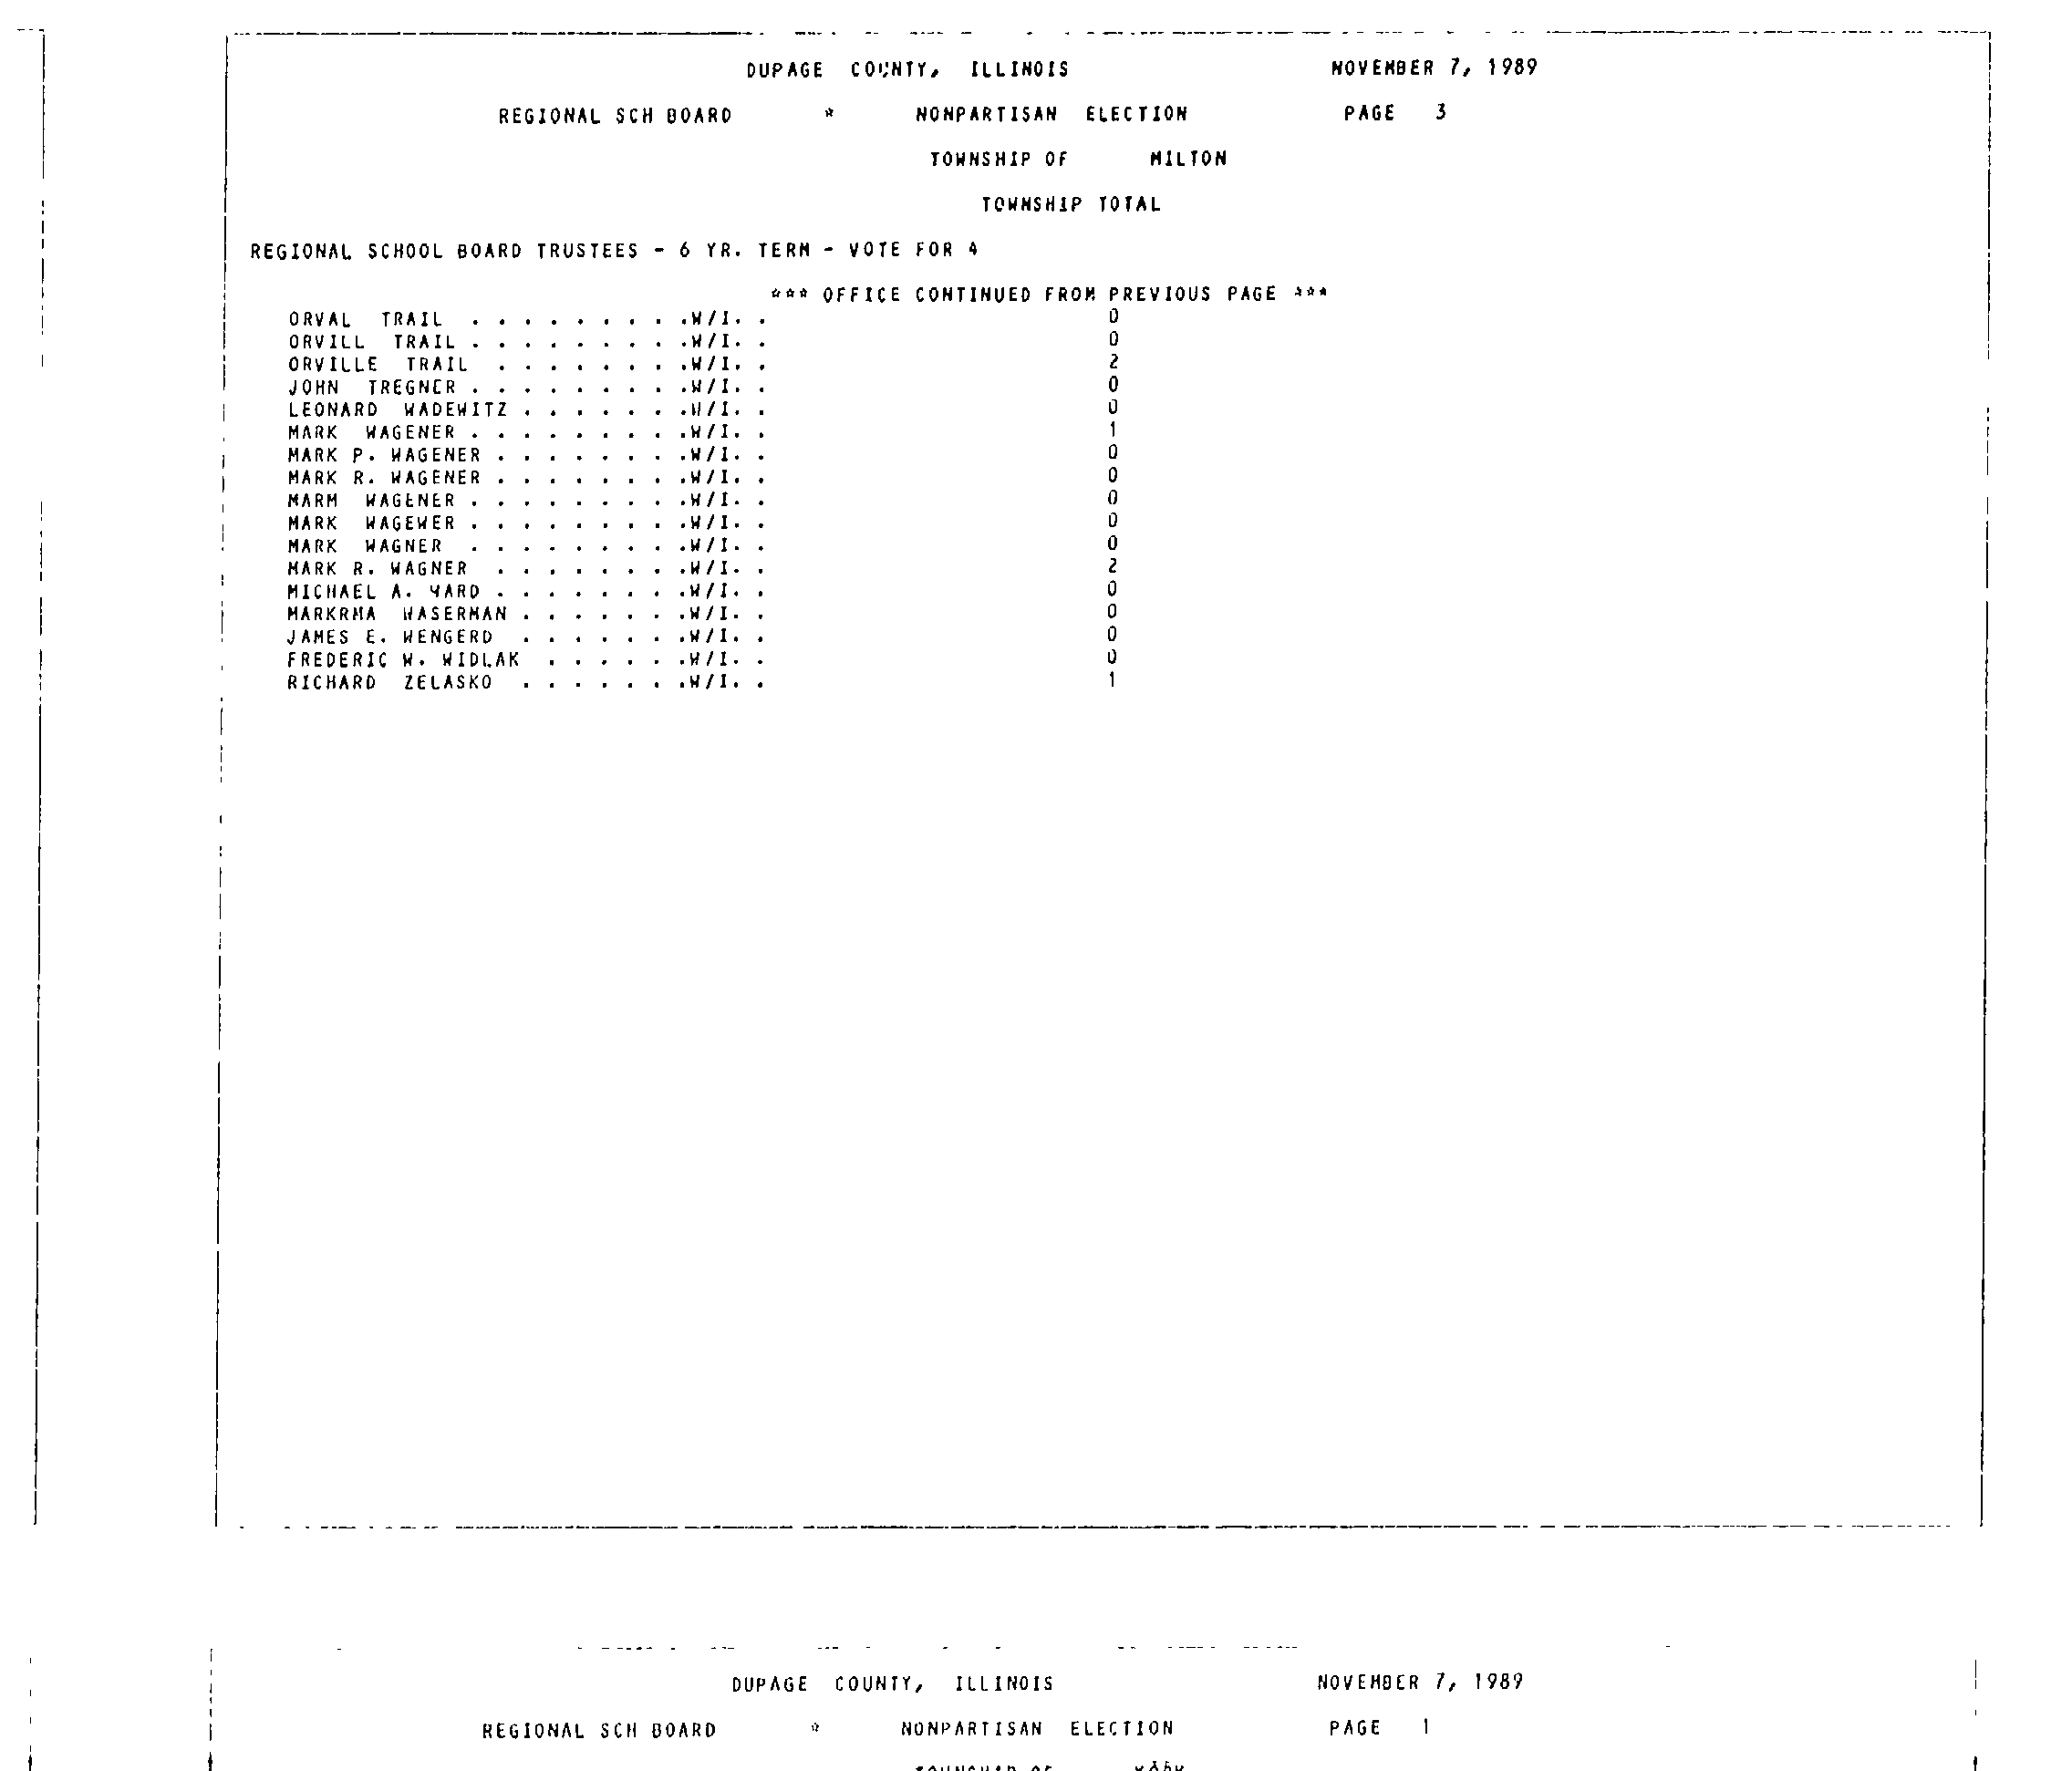 DUPAGE COUNTY, ILLINOIS NOVEMBER 7, 1989
REGIONAL SCH BOARD * NONPARTISAN ELECTION PAGE 3
TOWNSHIP OF MILTON
TOWNSHIP TOTAL
REGIONAL SCHOOL BOARD TRUSTEES - 6 YR. TERM - VOTE FOR 4
*** OFFICE CONTINUED FROM PREVIOUS PAGE ***
ORVAL TRAIL . . . . . . . . .W/I. . 0
ORVILL TRAIL . . . . . . . . .W/I. . 0
ORVILLE TRAIL . . . . . . . .W/I. . 2
JOHN TREGNER . . . . . . . . .W/I. . 0
LEONARD WADEWITZ . . . . . . .W/I. . 0
MARK WAGENER . . . . . . . . .W/I. . 1
MARK P. WAGENER . . . . . . . .W/I. . 0
MARK R. WAGENER . . . . . . . .W/I. . 0
MARM WAGENER . . . . . . . . .W/I. . 0
MARK WAGEWER . . . . . . . . .W/I. . 0
MARK WAGNER . . . . . . . . .W/I. . 0
MARK R. WAGNER . . . . . . . .W/I. . 2
MICHAEL A. WARD . . . . . . . .W/I. . 0
MARKRMA WASERMAN . . . . . . .W/I. . 0
JAMES E. WENGERD . . . . . . .W/I. . 0
FREDERIC W. WIDLAK . . . . . .W/I. . 0
RICHARD ZELASKO . . . . . . .W/I. . 1
DUPAGE COUNTY, ILLINOIS NOVEMBER 7, 1989
REGIONAL SCH BOARD * NONPARTISAN ELECTION PAGE 1
TOWNSHIP OF